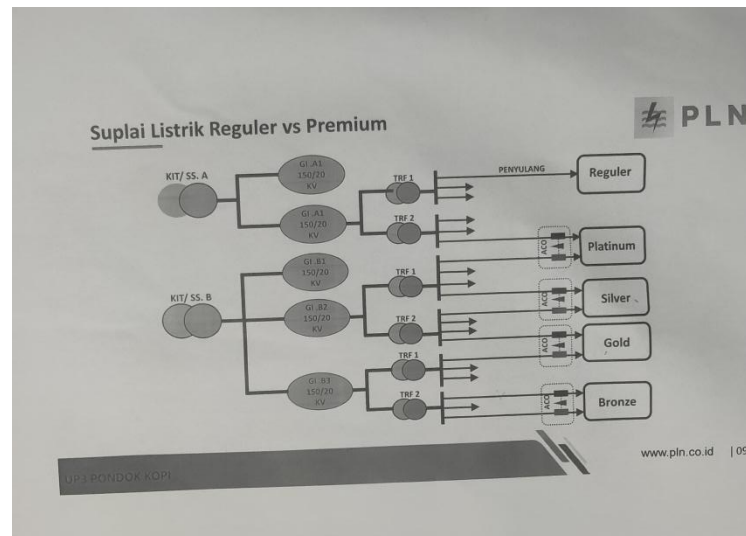 PLN
Suplai Listrik Reguler vs Premium
KIT/ SS. A
GI .A1
150/20
KV
GI .A1
150/20
KV
TRF 1
TRF 2
PENYULANG
Reguler
ACO
Platinum
KIT/ SS. B
GI .B1
150/20
KV
GI .B2
150/20
KV
GI .B3
150/20
KV
TRF 1
TRF 2
TRF 1
TRF 2
ACO
Silver
ACO
Gold
ACO
Bronze
UP3 PONDOK KOPI
www.pln.co.id | 09